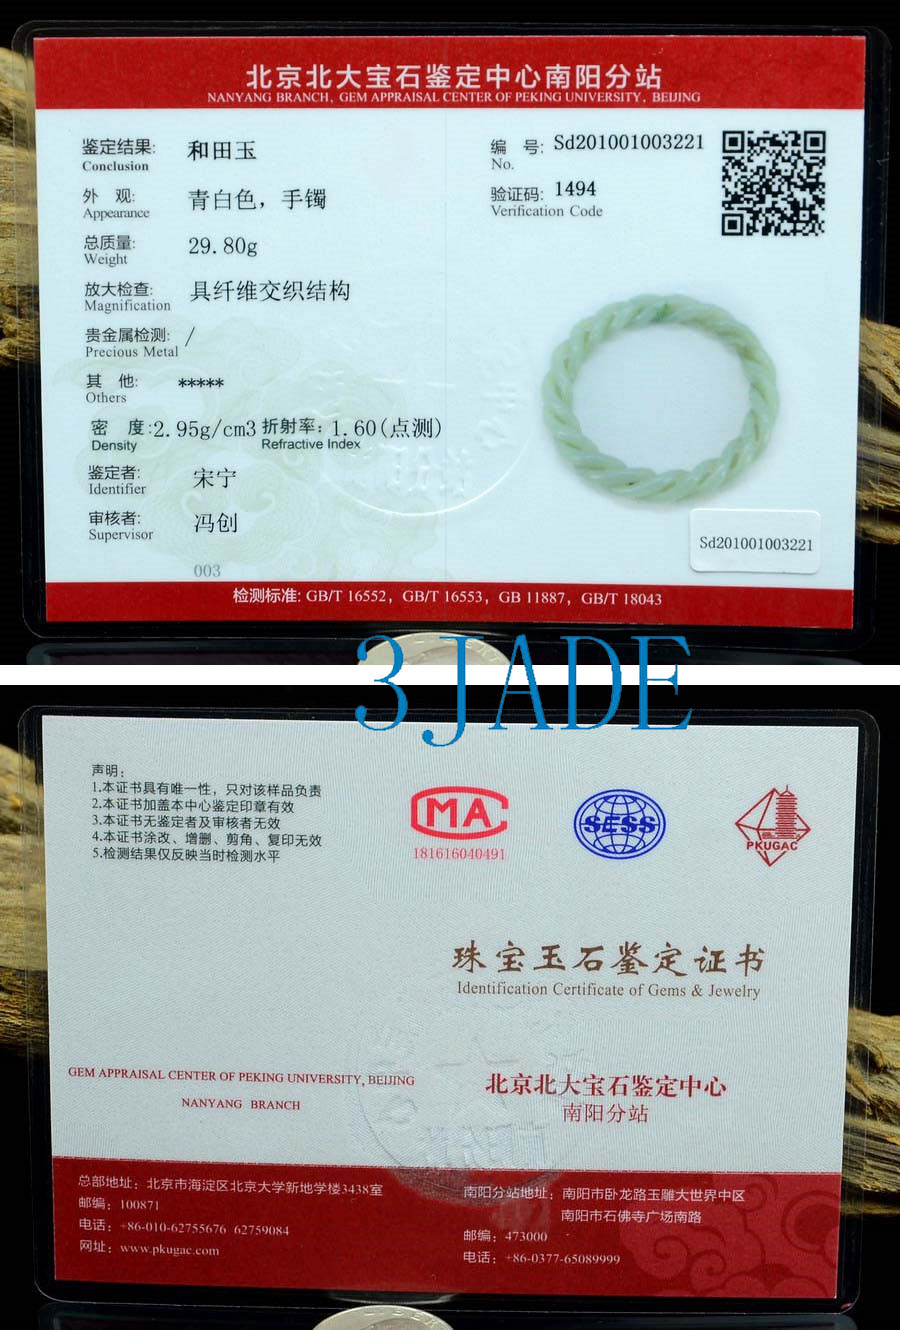 北京北大宝石鉴定中心南阳分站
NANYANG BRANCH, GEM APPRAISAL CENTER OF PEKING UNIVERSITY, BEIJING
鉴定结果: 和田玉
Conclusion
外 观: 青白色，手镯
Appearance
总质量: 29.80g
Weight
放大检查: 具纤维交织结构
Magnification
贵金属检测: /
Precious Metal
其 他: *****
Others
密 度:2.95g/cm3 折射率: 1.60(点测)
Density Refractive Index
鉴定者: 宋宁
Identifier
审核者: 冯创
Supervisor
003
编 号: Sd201001003221
No.
验证码: 1494
Verification Code
Sd201001003221
检测标准: GB/T 16552, GB/T 16553, GB 11887, GB/T 18043
3 JADE
声明:
1.本证书具有唯一性，只对该样品负责
2.本证书加盖本中心鉴定印章有效
3.本证书无鉴定者及审核者无效
4.本证书涂改、增删、剪角、复印无效
5.检测结果仅反映当时检测水平
CMA
181616040491
SESS
PKUGAC
珠宝玉石鉴定证书
Identification Certificate of Gems & Jewelry
GEM APPRAISAL CENTER OF PEKING UNIVERSITY, BEIJING
NANYANG BRANCH
北京北大宝石鉴定中心
南阳分站
总部地址: 北京市海淀区北京大学新地学楼3438室
邮编: 100871
电话: +86-010-62755676 62759084
网址: www.pkugac.com
南阳分站地址: 南阳市卧龙路玉雕大世界中区
南阳市石佛寺广场南路
邮编: 473000
电话: +86-0377-65089999